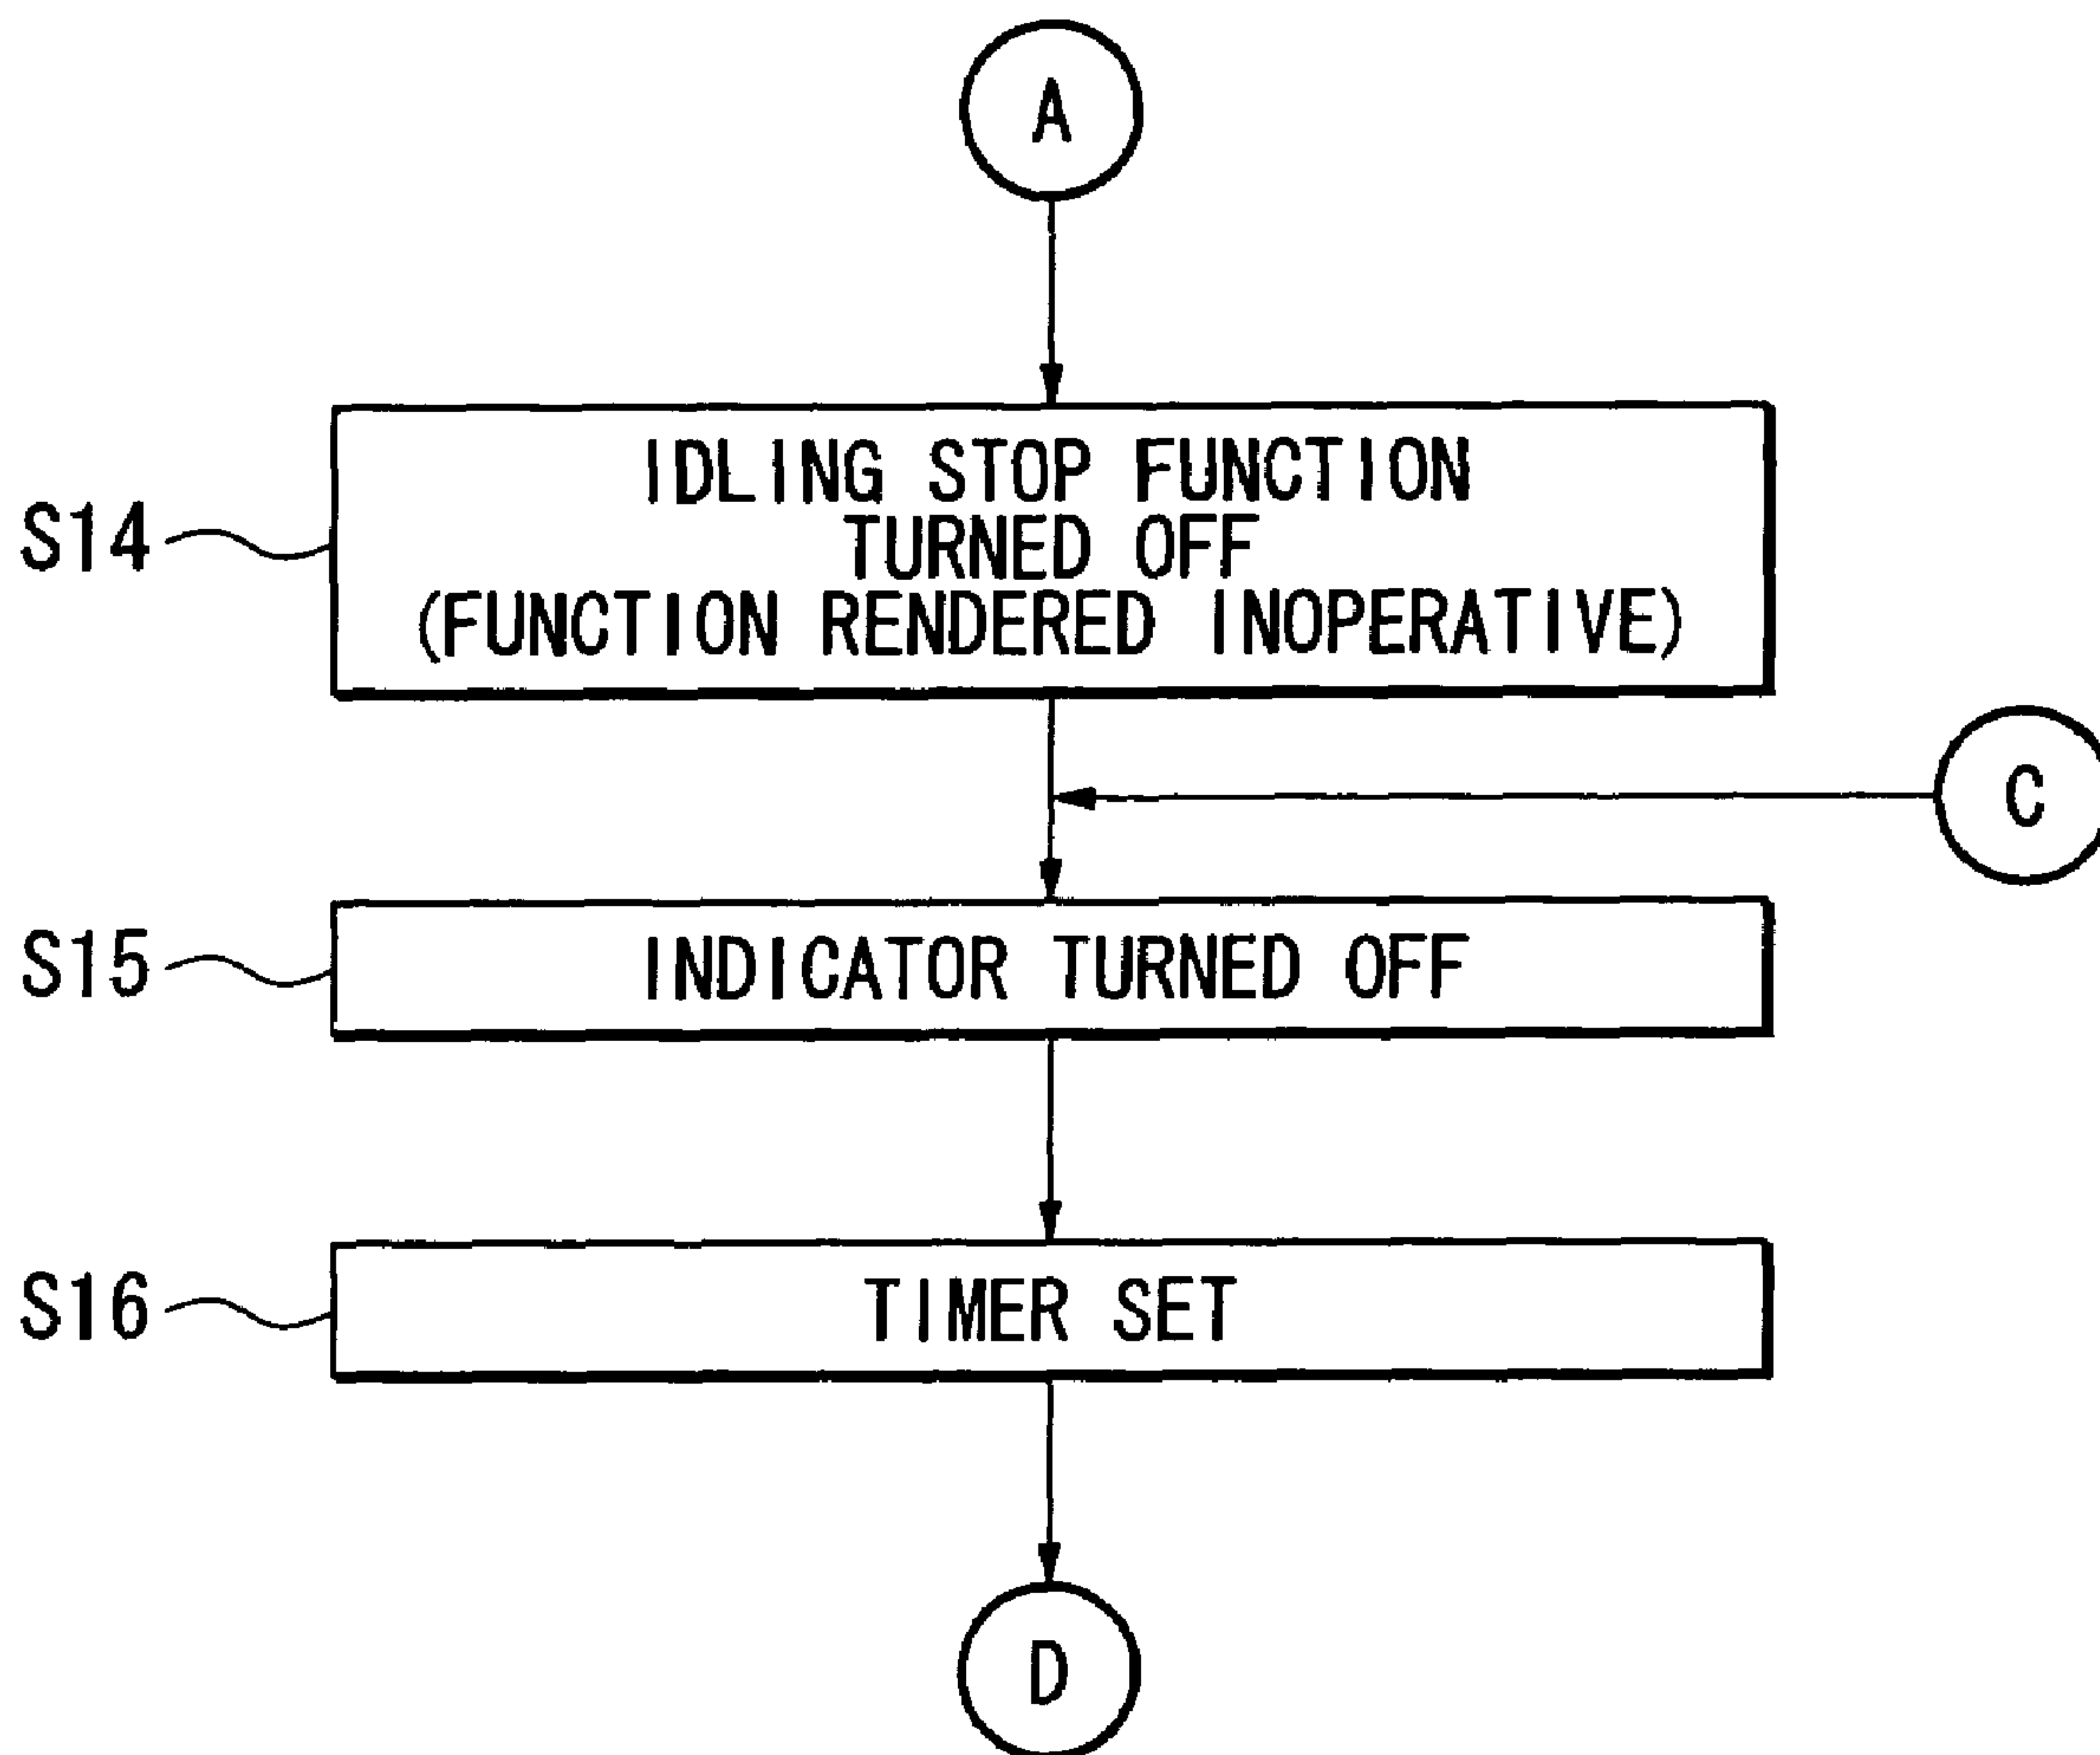 A
IDLING STOP FUNCTION
TURNED OFF
(FUNCTION RENDERED INOPERATIVE)
S14
C
S15
INDICATOR TURNED OFF
S16
TIMER SET
D